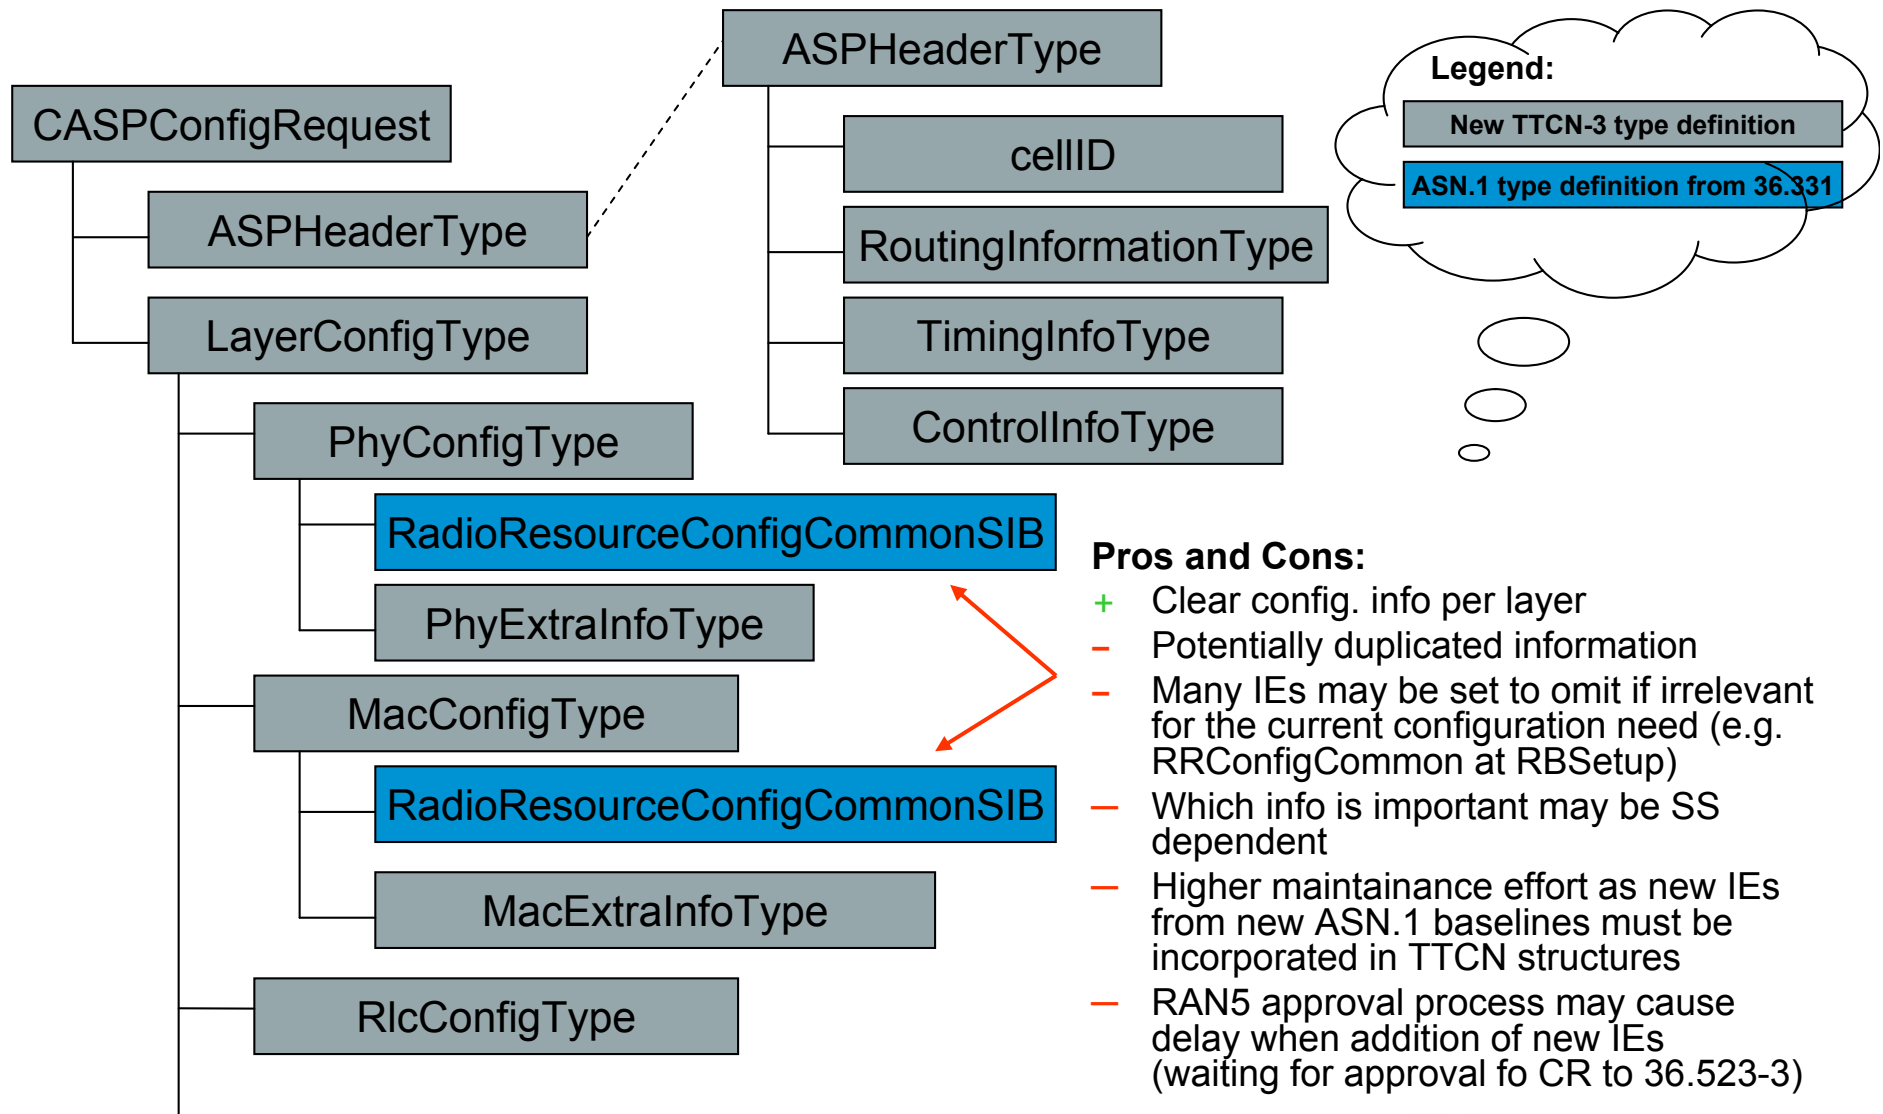 CASPConfigRequest
ASPHeaderType
LayerConfigType
PhyConfigType
RadioResourceConfigCommonSIB
PhyExtraInfoType
MacConfigType
RadioResourceConfigCommonSIB
MacExtraInfoType
RlcConfigType
ASPHeaderType
cellID
RoutingInformationType
TimingInfoType
ControlInfoType
Legend:
New TTCN-3 type definition
ASN.1 type definition from 36.331
Pros and Cons:
+ Clear config. info per layer
– Potentially duplicated information
– Many IEs may be set to omit if irrelevant
for the current configuration need (e.g.
RRConfigCommon at RBSetup)
— Which info is important may be SS
dependent
— Higher maintainance effort as new IEs
from new ASN.1 baselines must be
incorporated in TTCN structures
— RAN5 approval process may cause
delay when addition of new IEs
(waiting for approval fo CR to 36.523-3)